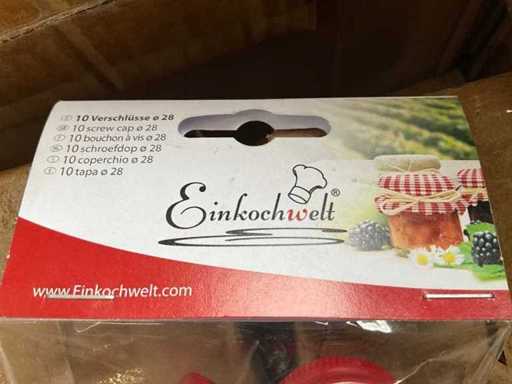 10 Verschlüsse ø 28
10 screw cap ø 28
10 bouchon à vis ø 28
10 schroefdop ø 28
10 coperchio ø 28
10 tapa ø 28
Einkochwelt®
www.Einkochwelt.com